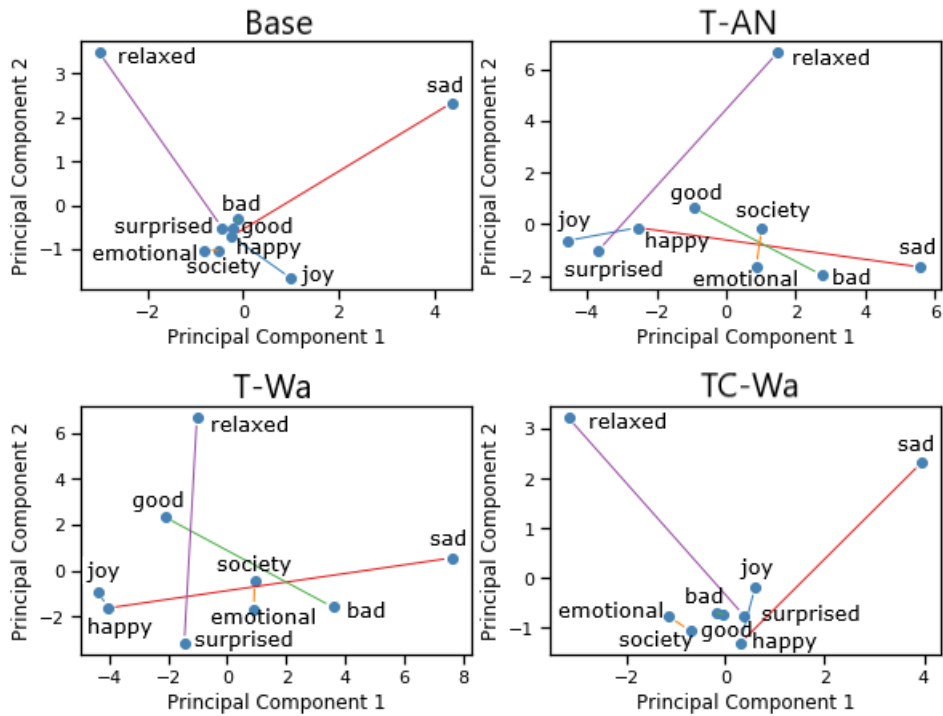 Base
Principal Component 2
3
2
1
0
−1
relaxed
sad
bad
surprised
good
happy
emotional
society
joy
−2
0
2
4
Principal Component 1
T-AN
Principal Component 2
6
4
2
0
−2
relaxed
good
society
joy
happy
surprised
sad
emotional
bad
−4
−2
0
2
4
6
Principal Component 1
T-Wa
Principal Component 2
6
4
2
0
−2
relaxed
good
sad
joy
society
happy
emotional
bad
surprised
−4
−2
0
2
4
6
8
Principal Component 1
TC-Wa
Principal Component 2
3
2
1
0
−1
relaxed
sad
joy
bad
emotional
surprised
society
good
happy
−2
0
2
4
Principal Component 1